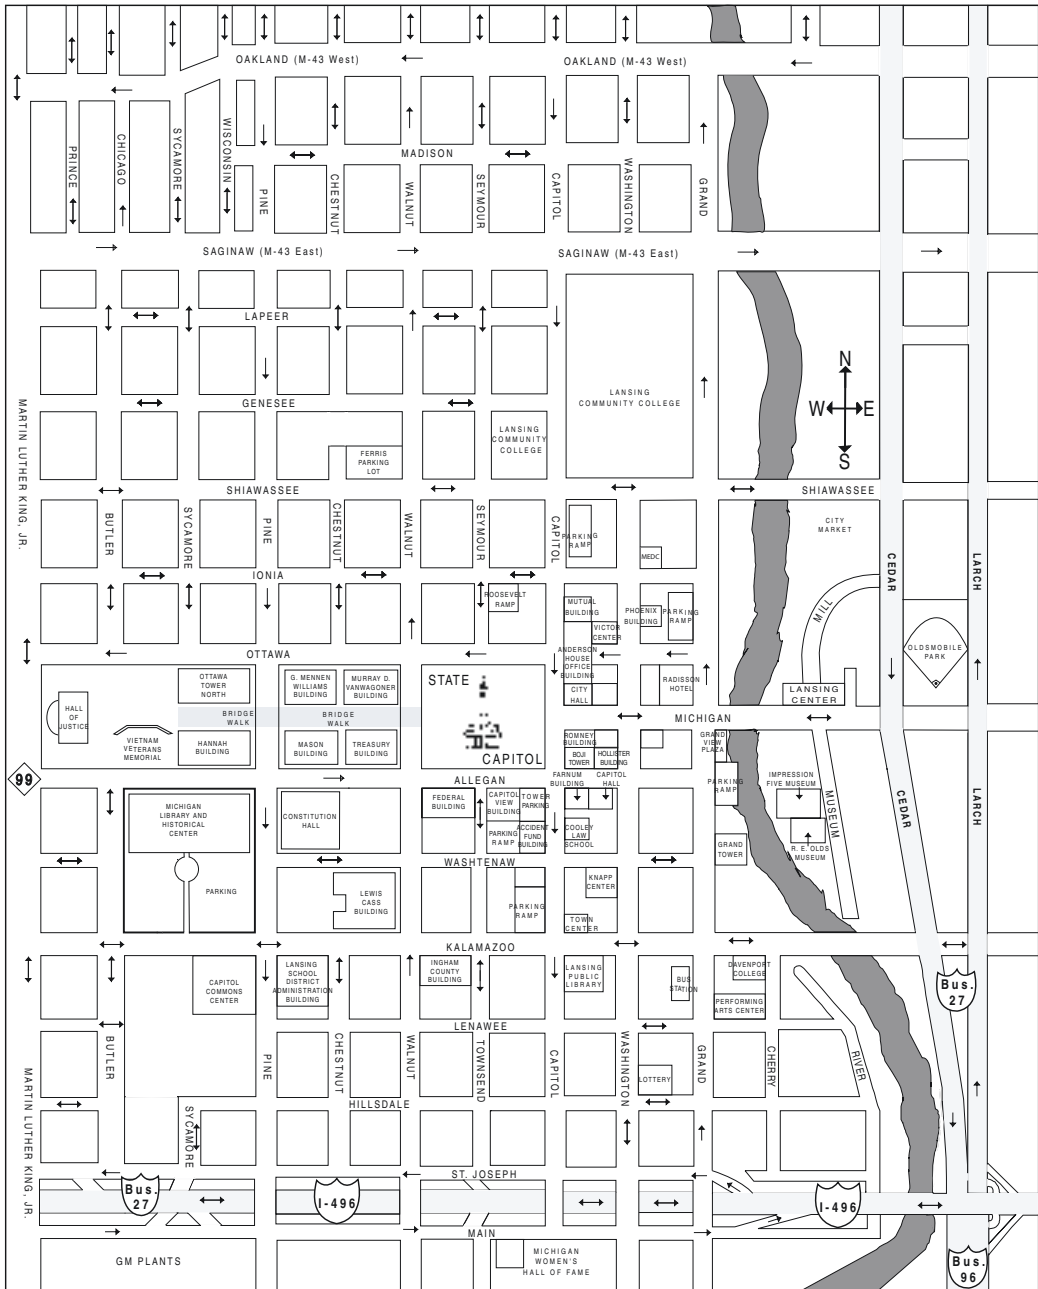 OAKLAND (M-43 West)
OAKLAND (M-43 West)
MADISON
PRINCE
CHICAGO
SYCAMORE
WISCONSIN
PINE
CHESTNUT
WALNUT
SEYMOUR
CAPITOL
WASHINGTON
GRAND
SAGINAW (M-43 East)
SAGINAW (M-43 East)
LAPEER
N
W
E
S
LANSING
COMMUNITY COLLEGE
GENESEE
MARTIN LUTHER KING, JR.
LANSING
COMMUNITY
COLLEGE
FERRIS
PARKING
LOT
SHIAWASSEE
SHIAWASSEE
BUTLER
SYCAMORE
PINE
CHESTNUT
WALNUT
SEYMOUR
CAPITOL
PARKING
RAMP
MEDC
CITY
MARKET
CEDAR
LARCH
IONIA
ROOSEVELT
RAMP
MUTUAL
BUILDING
VICTOR
CENTER
PHOENIX
BUILDING
PARKING
RAMP
MILL
OLDSMOBILE
PARK
OTTAWA
ANDERSON
HOUSE
OFFICE
BUILDING
CITY
HALL
RADISSON
HOTEL
LANSING
CENTER
OTTAWA
TOWER
NORTH
G. MENNEN
WILLIAMS
BUILDING
MURRAY D.
VANWAGONER
BUILDING
STATE
CAPITOL
HALL
OF
JUSTICE
BRIDGE
WALK
BRIDGE
WALK
MICHIGAN
VIETNAM
VETERANS
MEMORIAL
HANNAH
BUILDING
MASON
BUILDING
TREASURY
BUILDING
ROMNEY
BUILDING
BOJI
TOWER
HOLLISTER
BUILDING
GRAND
VIEW
PLAZA
99
ALLEGAN
FARNUM
BUILDING
CAPITOL
HALL
PARKING
RAMP
IMPRESSION
FIVE MUSEUM
MUSEUM
CEDAR
LARCH
MICHIGAN
LIBRARY AND
HISTORICAL
CENTER
CONSTITUTION
HALL
FEDERAL
BUILDING
CAPITOL
VIEW
BUILDING
TOWER
PARKING
PARKING
RAMP
ACCIDENT
FUND
BUILDING
COOLEY
LAW
SCHOOL
GRAND
TOWER
R. E. OLDS
MUSEUM
WASHTENAW
PARKING
LEWIS
CASS
BUILDING
PARKING
RAMP
KNAPP
CENTER
TOWN
CENTER
KALAMAZOO
CAPITOL
COMMONS
CENTER
LANSING
SCHOOL
DISTRICT
ADMINISTRATION
BUILDING
INGHAM
COUNTY
BUILDING
LANSING
PUBLIC
LIBRARY
BUS
STATION
DAVENPORT
COLLEGE
PERFORMING
ARTS CENTER
Bus.
27
LENAWEE
BUTLER
PINE
CHESTNUT
WALNUT
TOWNSEND
CAPITOL
WASHINGTON
GRAND
CHERRY
RIVER
LOTTERY
MARTIN LUTHER KING, JR.
HILLSDALE
SYCAMORE
ST. JOSEPH
Bus.
27
I-496
I-496
MAIN
GM PLANTS
MICHIGAN
WOMEN'S
HALL OF FAME
Bus.
96